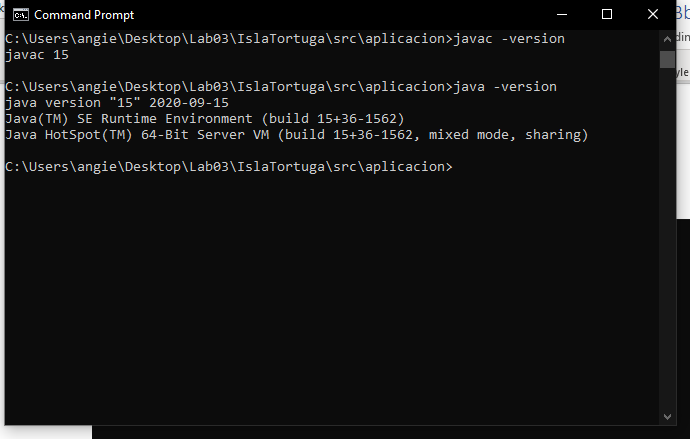 Command Prompt
C:\Users\angie\Desktop\Lab03\IslaTortuga\src\aplicacion>javac -version
javac 15
C:\Users\angie\Desktop\Lab03\IslaTortuga\src\aplicacion>java -version
java version "15" 2020-09-15
Java(TM) SE Runtime Environment (build 15+36-1562)
Java HotSpot(TM) 64-Bit Server VM (build 15+36-1562, mixed mode, sharing)
C:\Users\angie\Desktop\Lab03\IslaTortuga\src\aplicacion>